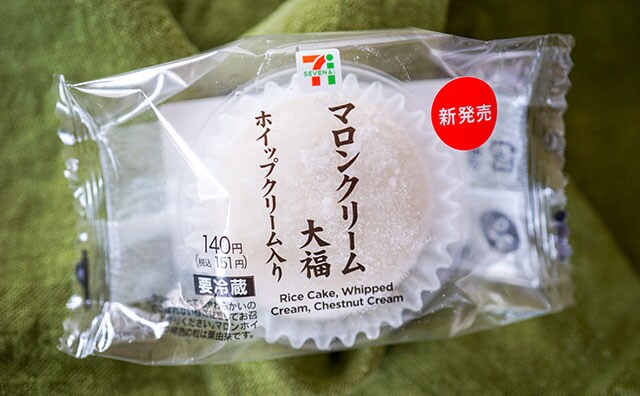 SEVEN&i
新発売
マロンクリーム
大福
ホイップクリーム入り
140円
(税込 151円)
要冷蔵
Rice Cake, Whipped
Cream, Chestnut Cream